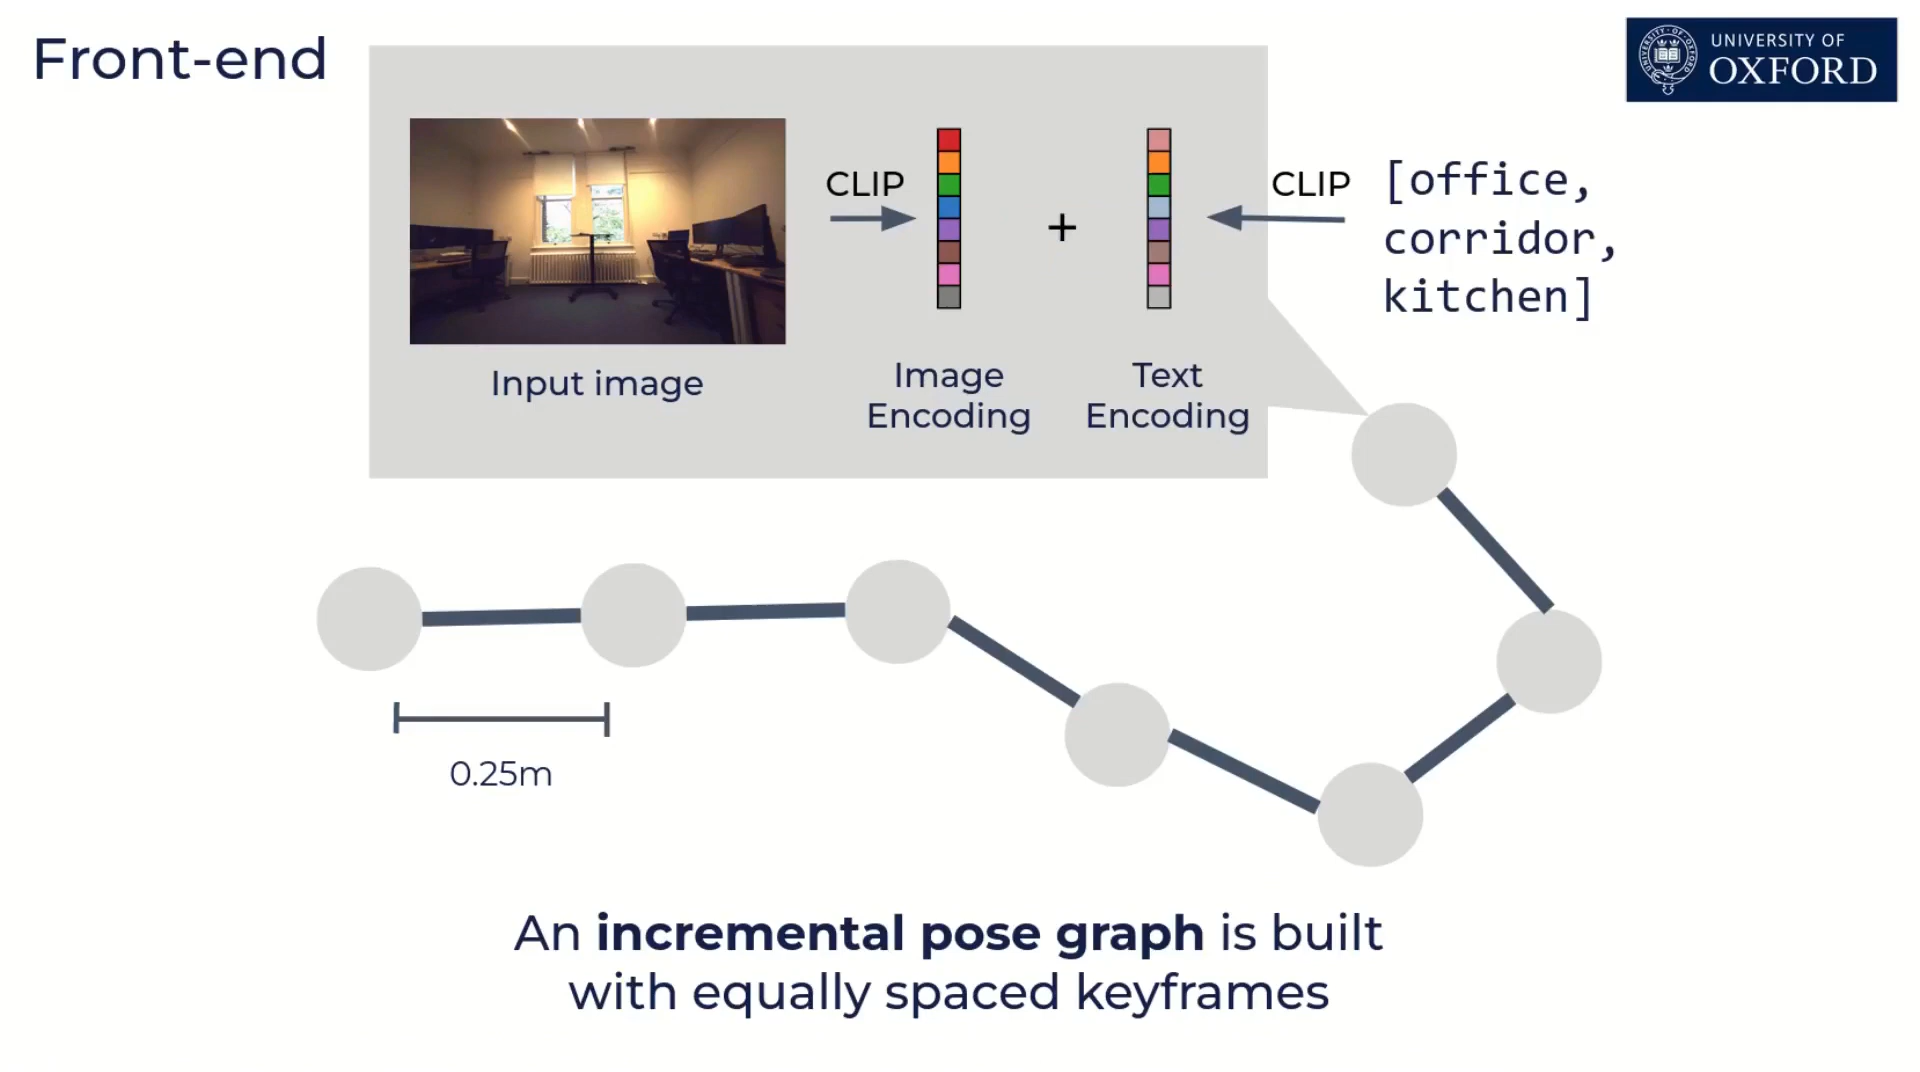 Front-end
UNIVERSITY OF
OXFORD
CLIP
+
CLIP
[office,
corridor,
kitchen]
Input image
Image
Encoding
Text
Encoding
0.25m
An incremental pose graph is built
with equally spaced keyframes